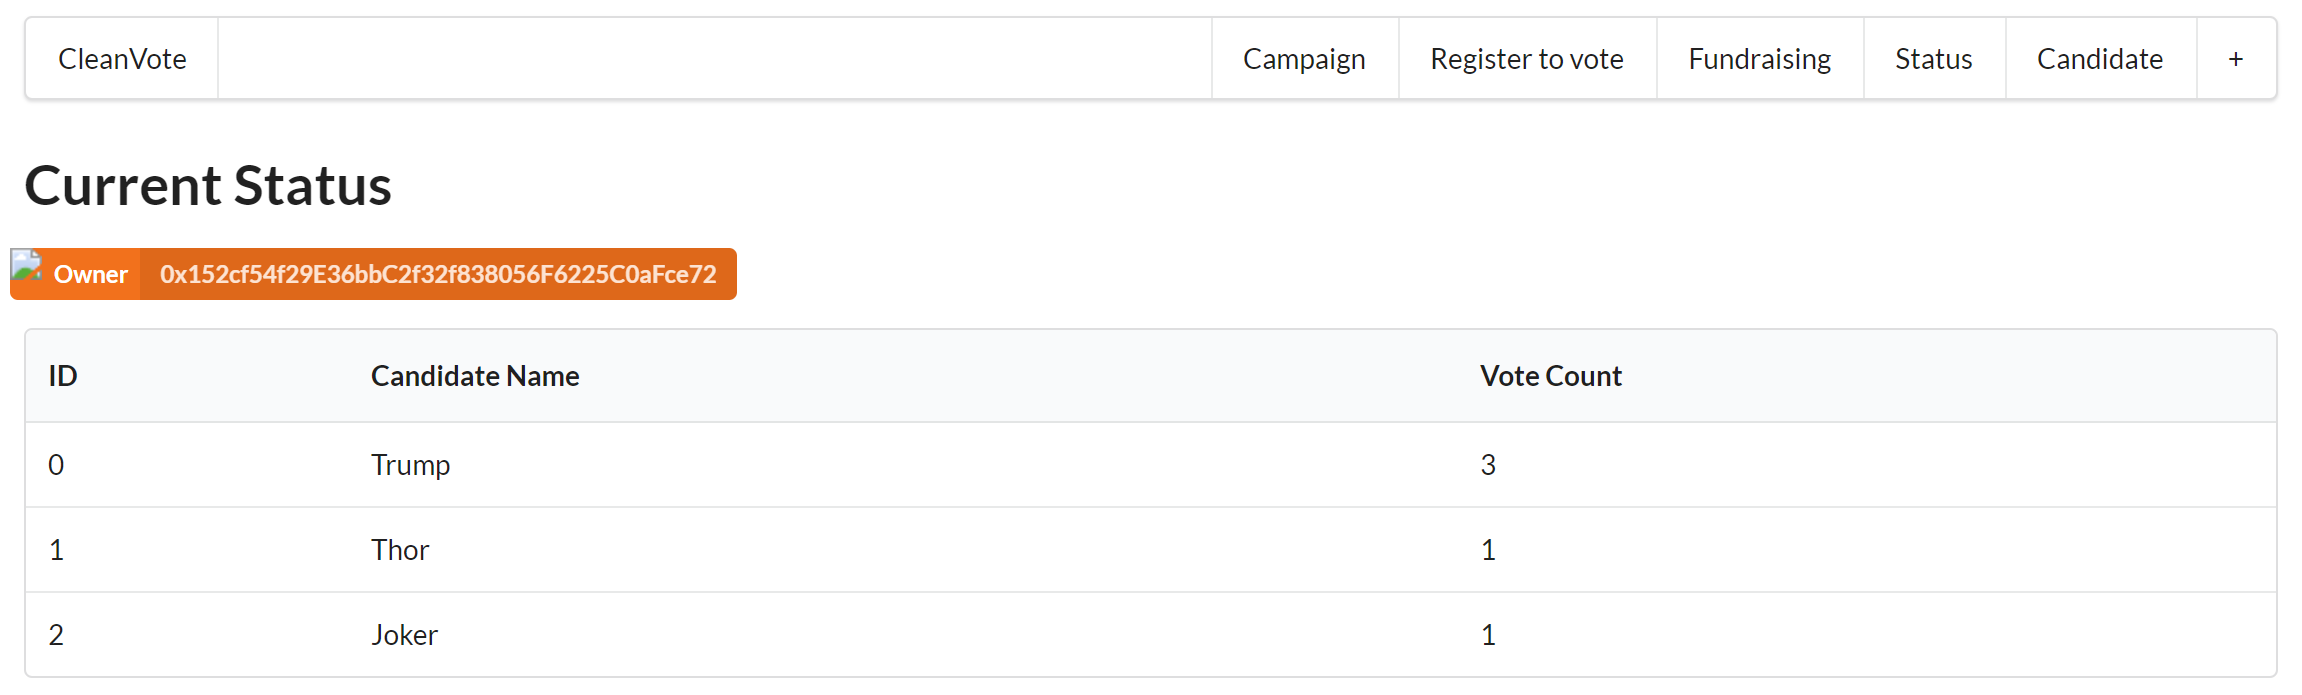 CleanVote Campaign Register to vote Fundraising Status Candidate +
Current Status
Owner 0x152cf54f29E36bbC2f32f838056F6225C0aFce72
ID Candidate Name Vote Count
0 Trump 3
1 Thor 1
2 Joker 1